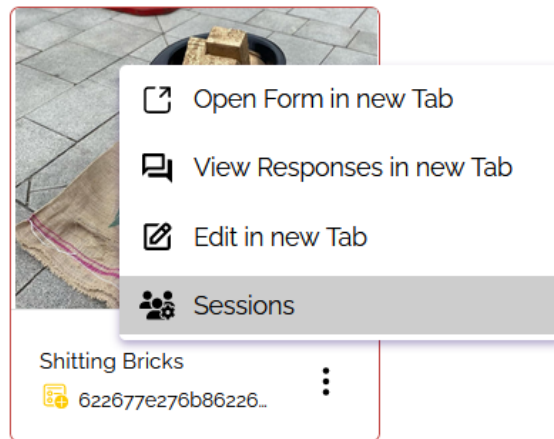 Open Form in new Tab
View Responses in new Tab
Edit in new Tab
Sessions
Shitting Bricks
622677e276b86226...